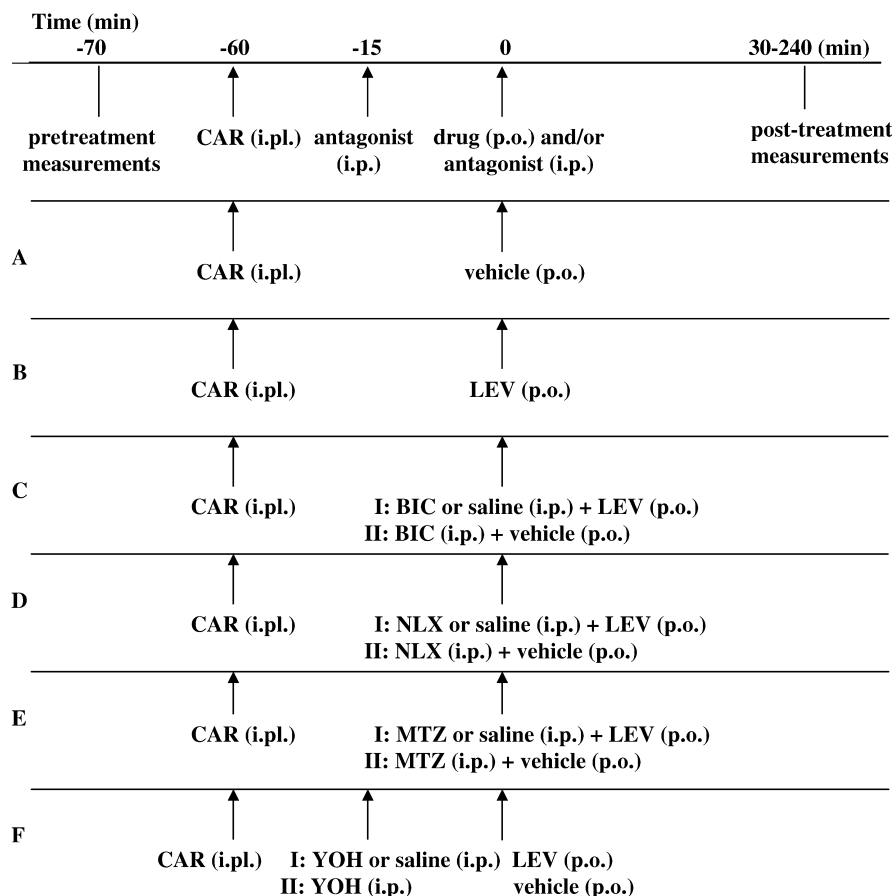 Time (min)
-70 -60 -15 0 30-240 (min)
pretreatment measurements
CAR (i.pl.)
antagonist (i.p.)
drug (p.o.) and/or antagonist (i.p.)
post-treatment measurements
A
CAR (i.pl.) vehicle (p.o.)
B
CAR (i.pl.) LEV (p.o.)
C
CAR (i.pl.) I: BIC or saline (i.p.) + LEV (p.o.)
II: BIC (i.p.) + vehicle (p.o.)
D
CAR (i.pl.) I: NLX or saline (i.p.) + LEV (p.o.)
II: NLX (i.p.) + vehicle (p.o.)
E
CAR (i.pl.) I: MTZ or saline (i.p.) + LEV (p.o.)
II: MTZ (i.p.) + vehicle (p.o.)
F
CAR (i.pl.) I: YOH or saline (i.p.) LEV (p.o.)
II: YOH (i.p.) vehicle (p.o.)